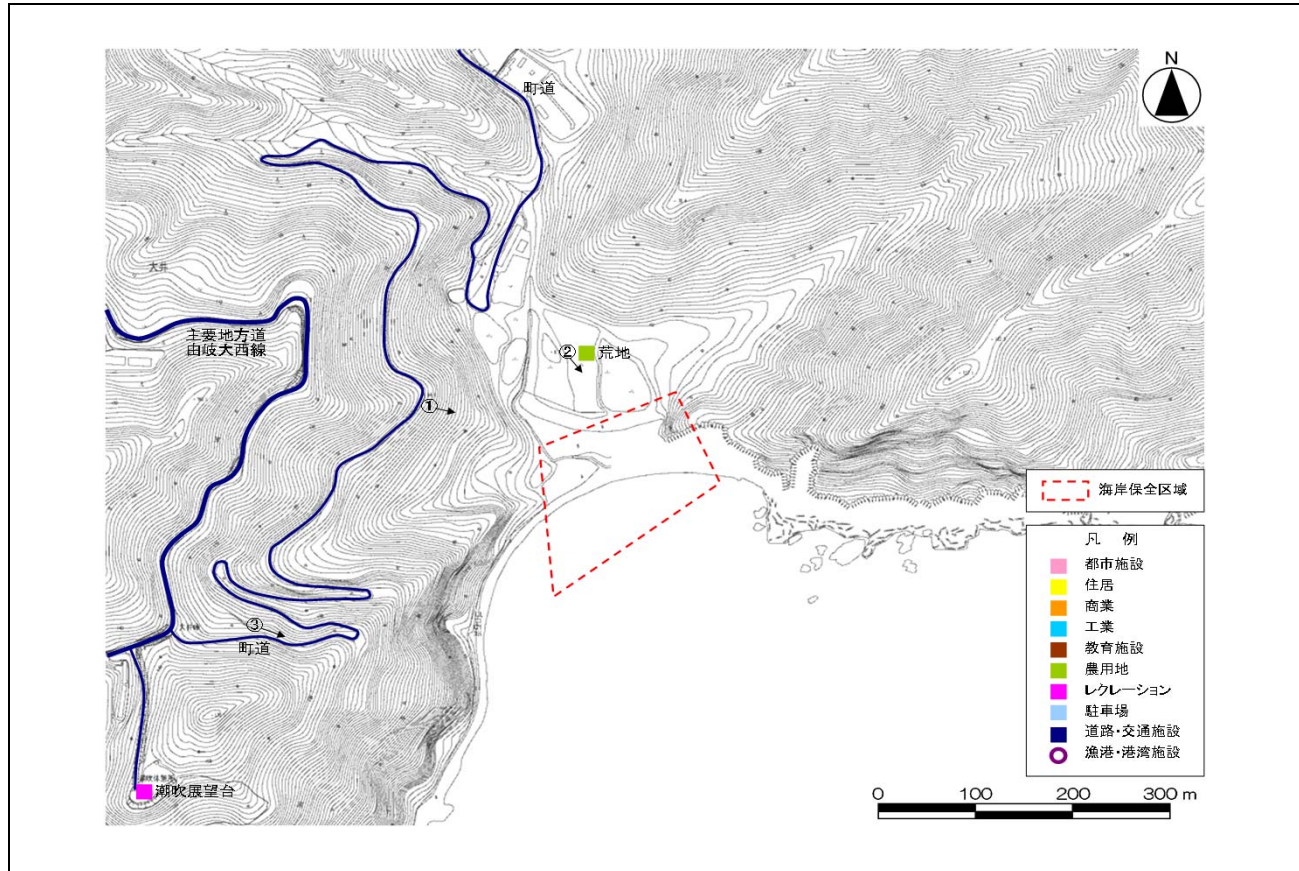 N
町道
大井
主要地方道
由岐大西線
②
荒地
①
海岸保全区域
凡 例
都市施設
住居
商業
工業
教育施設
農用地
レクレーション
駐車場
道路・交通施設
漁港・港湾施設
③
町道
潮吹展望台
0 100 200 300 m